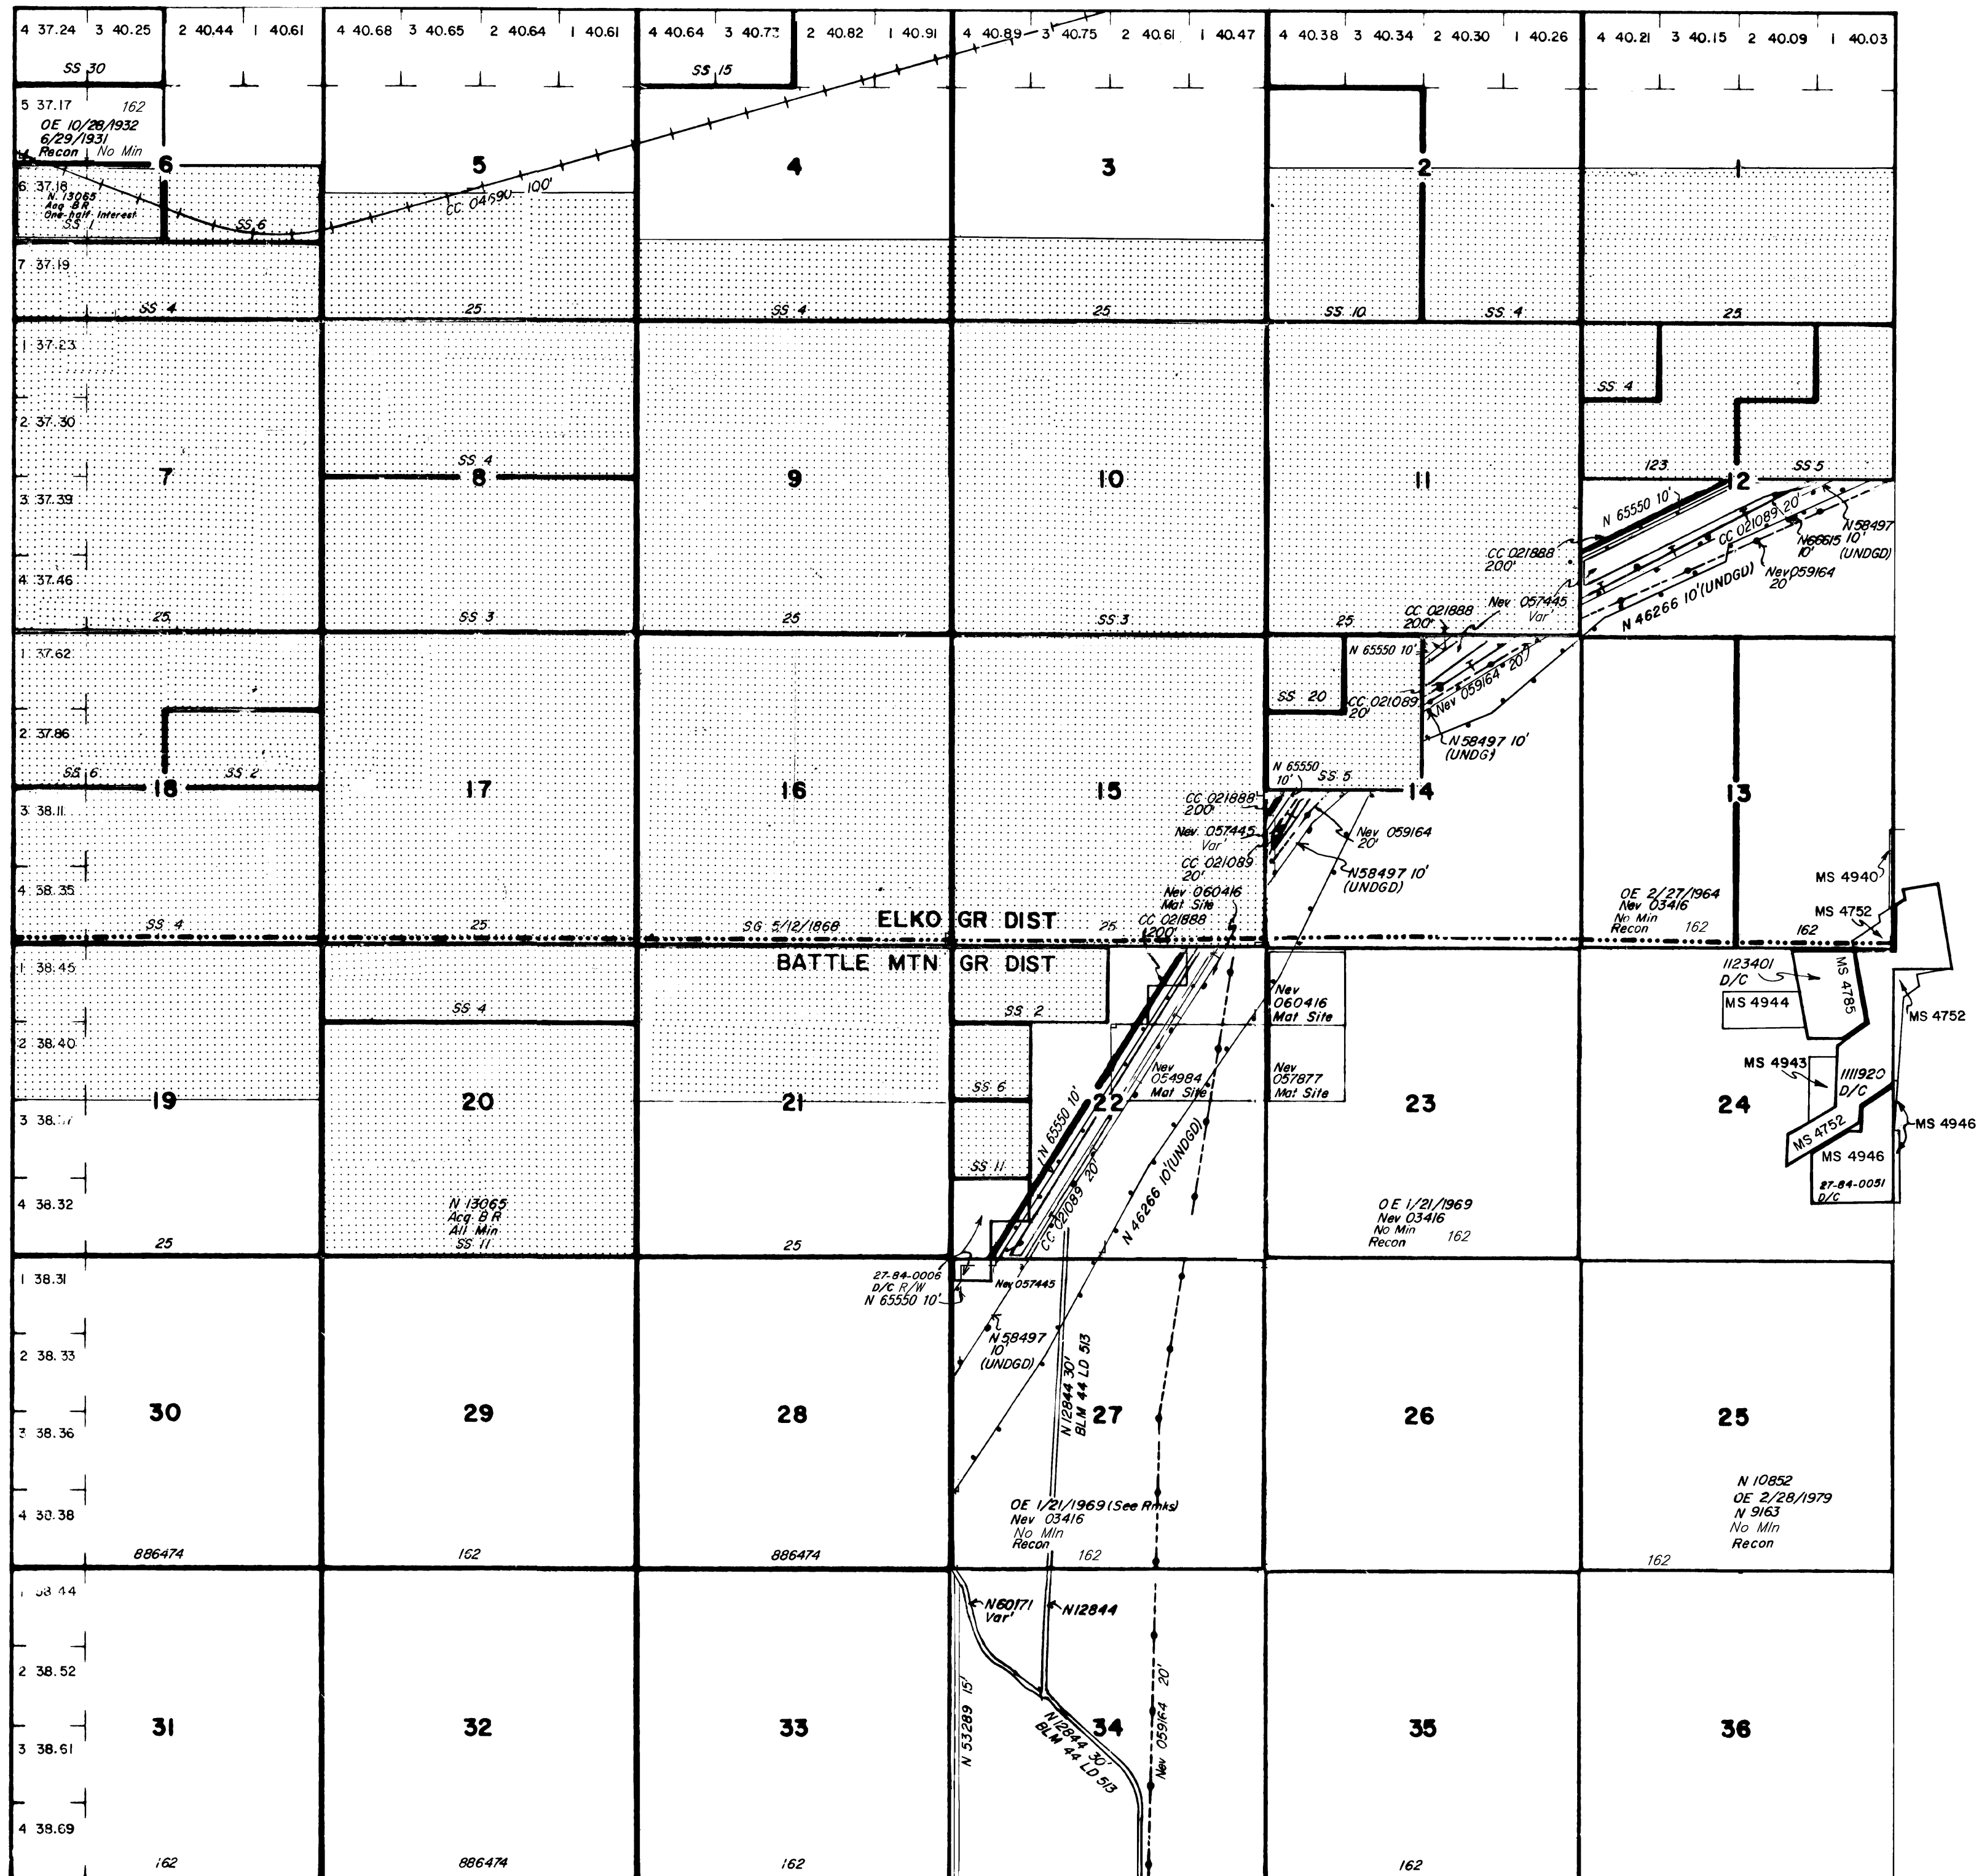 4 37.24 3 40.25 2 40.44 1 40.61
4 40.68 3 40.65 2 40.64 1 40.61
4 40.64 3 40.73 2 40.82 1 40.91
4 40.89 3 40.75 2 40.61 1 40.47
4 40.38 3 40.34 2 40.30 1 40.26
4 40.21 3 40.15 2 40.09 1 40.03
SS 30
SS 15
5 37.17 162
OE 10/28/1932
6/29/1931
Recon No Min
6
5
4
3
2
1
6 37.18
N 13065
Acq B R
One-half Interest
SS 1
SS 6
CC 04690 100'
7 37.19
SS 4
25
SS 4
25
SS 10
SS 4
25
1 37.23
2 37.30
3 37.39
4 37.46
7
25
SS 4
8
SS 3
9
25
10
SS 3
11
25
SS 4
123
SS 5
12
N 65550 10'
CC 021089 20'
CC 021888
200'
Nev 057445
Var'
N 58497
10'
(UNDGD)
N66615
10'
Nev 059164
20'
N 46266 10' (UNDGD)
CC 021888
200'
1 37.62
2 37.86
3 38.11
4 38.35
SS 6
SS 2
18
SS 4
17
25
16
SG 5/12/1868
15
25
N 65550 10'
SS 20
CC 021089
20'
Nev 059164 20'
N 58497 10'
(UNDG)
N 65550
10'
SS 5
14
CC 021888
200'
Nev 057445
Var'
CC 021089
20'
Nev 059164
20'
N58497 10'
(UNDGD)
Nev 060416
Mat Site
CC 021888
200'
13
OE 2/27/1964
Nev 03416
No Min
Recon 162
162
MS 4940
MS 4752
ELKO GR DIST
BATTLE MTN GR DIST
1 38.45
2 38.40
4 38.32
19
25
SS 4
20
N 13065
Acq B R
All Min
SS 11
21
25
SS 2
SS 6
SS 11
22
N 65550 10'
CC 021089 20'
N 46266 10' (UNDGD)
Nev
054984
Mat Site
Nev
060416
Mat Site
Nev
057877
Mat Site
23
OE 1/21/1969
Nev 03416
No Min
Recon 162
24
1123401
D/C
MS 4944
MS 4785
MS 4752
MS 4943
1111920
D/C
MS 4752
MS 4946
MS 4946
27-84-0051
D/C
27-84-0006
D/C R/W
N 65550 10'
Nev 057445
1 38.31
2 38.33
3 38.36
4 38.38
30
886474
29
162
28
886474
N 58497
10'
(UNDGD)
N 12844 30'
BLM 44 LD 513
27
OE 1/21/1969 (See Rmks)
Nev 03416
No Min
Recon
162
26
25
N 10852
OE 2/28/1979
N 9163
No Min
Recon
162
38.44
2 38.52
3 38.61
4 38.69
31
162
32
886474
33
162
N60171
Var'
N12844
N 53289 15'
34
N 12844 30'
BLM 44 LD 513
Nev 059164 20'
35
162
36